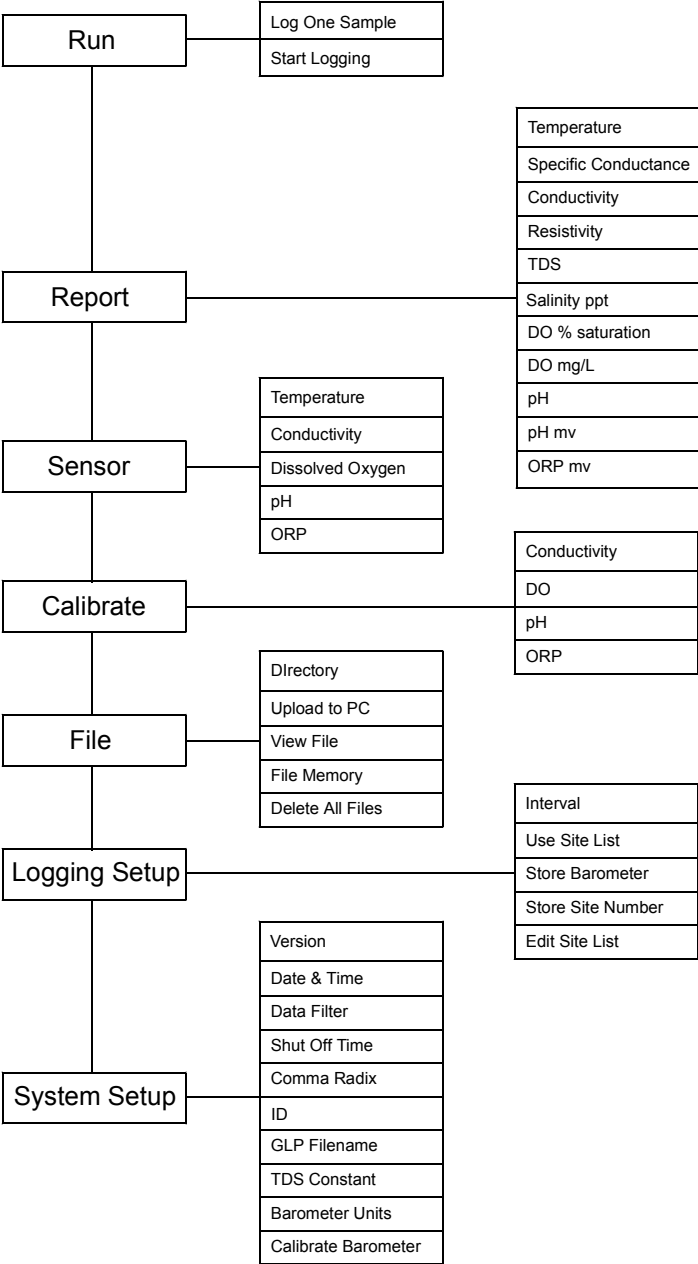 Run
Log One Sample
Start Logging
Report
Temperature
Specific Conductance
Conductivity
Resistivity
TDS
Salinity ppt
DO % saturation
DO mg/L
pH
pH mv
ORP mv
Sensor
Temperature
Conductivity
Dissolved Oxygen
pH
ORP
Calibrate
Conductivity
DO
pH
ORP
File
DIrectory
Upload to PC
View File
File Memory
Delete All Files
Logging Setup
Interval
Use Site List
Store Barometer
Store Site Number
Edit Site List
System Setup
Version
Date & Time
Data Filter
Shut Off Time
Comma Radix
ID
GLP Filename
TDS Constant
Barometer Units
Calibrate Barometer